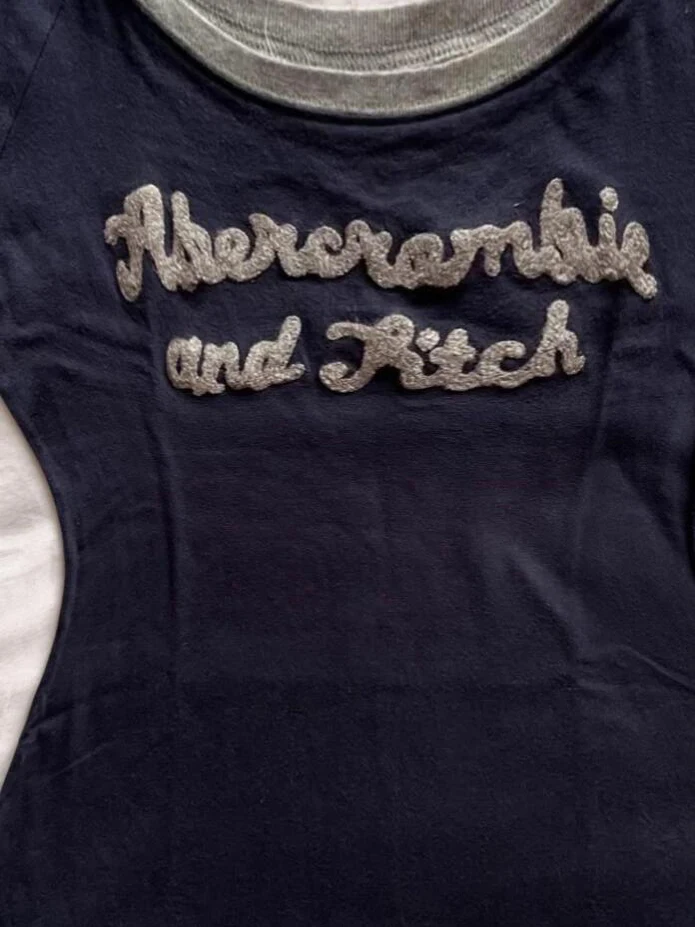 Abercrombie
and Fitch